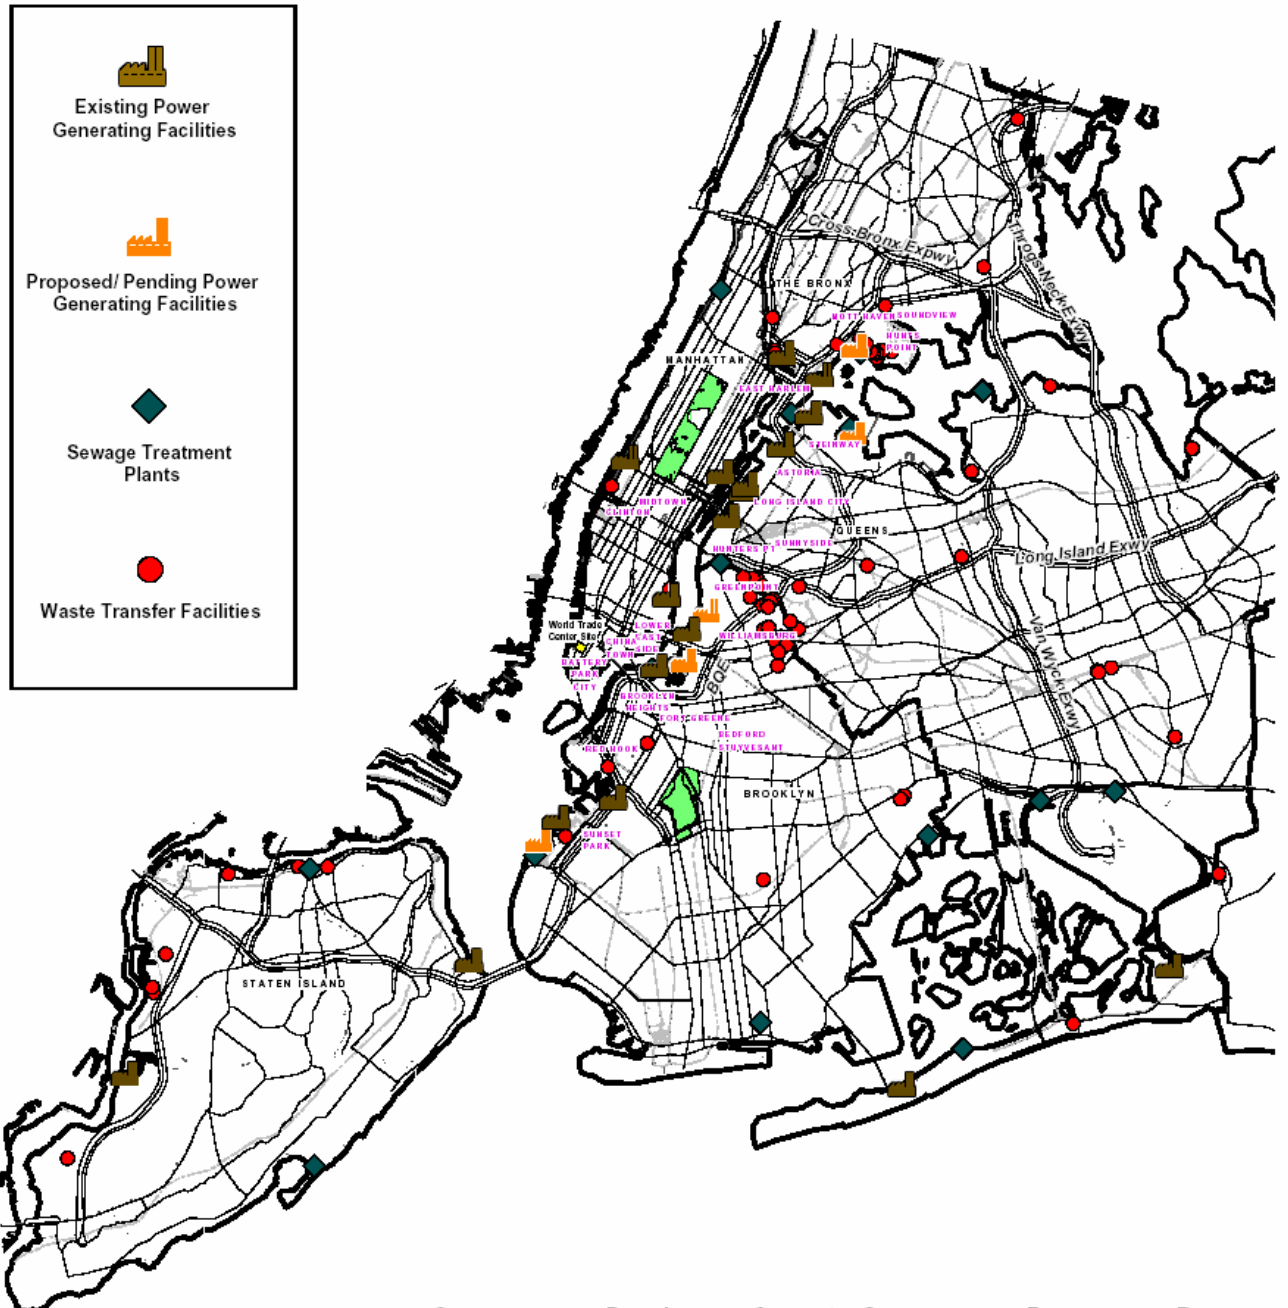 Existing Power
Generating Facilities
Proposed/ Pending Power
Generating Facilities
Sewage Treatment
Plants
Waste Transfer Facilities
Cross-Bronx Expwy
Throgs Neck Expwy
THE BRONX
MOTT HAVEN
SOUNDVIEW
HUNTS
POINT
MANHATTAN
EAST HARLEM
STEINWAY
ASTORIA
MIDTOWN
LONG ISLAND CITY
CLINTON
QUEENS
SUNNYSIDE
HUNTERS PT
Long Island Exwy
GREENPOINT
World Trade
Center Site
LOWER
EAST
SIDE
CHINA
TOWN
WILLIAMSBURG
Van Wyck Exwy
BATTERY
PARK
CITY
BQE
BROOKLYN
HEIGHTS
FORT GREENE
BEDFORD
STUYVESANT
RED HOOK
BROOKLYN
SUNSET
PARK
STATEN ISLAND